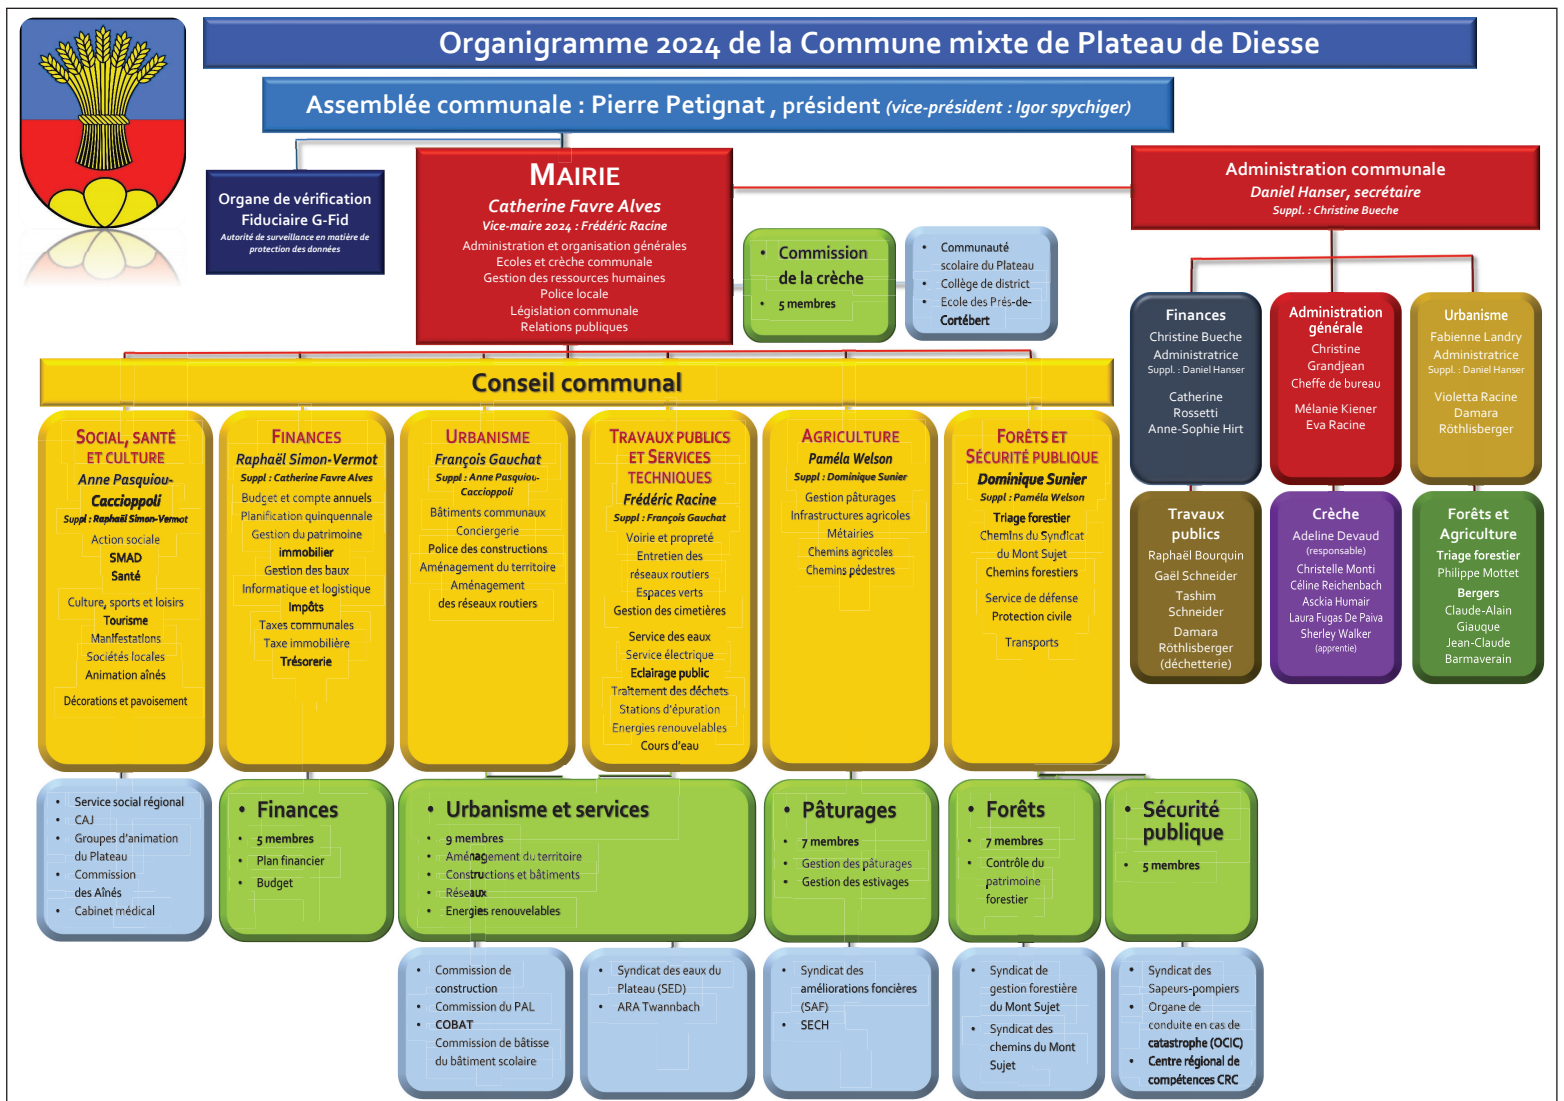 Organigramme 2024 de la Commune mixte de Plateau de Diesse
Assemblée communale : Pierre Petignat , président (vice-président : Igor spychiger)
Organe de vérification
Fiduciaire G-Fid
Autorité de surveillance en matière de
protection des données
MAIRIE
Catherine Favre Alves
Vice-maire 2024 : Frédéric Racine
Administration et organisation générales
Ecoles et crèche communale
Gestion des ressources humaines
Police locale
Législation communale
Relations publiques
• Commission
de la crèche
• 5 membres
• Communauté
scolaire du Plateau
• Collège de district
• Ecole des Prés-de-
Cortébert
Administration communale
Daniel Hanser, secrétaire
Suppl. : Christine Bueche
Finances
Christine Bueche
Administratrice
Suppl. : Daniel Hanser
Catherine
Rossetti
Anne-Sophie Hirt
Administration
générale
Christine
Grandjean
Cheffe de bureau
Mélanie Kiener
Eva Racine
Urbanisme
Fabienne Landry
Administratrice
Suppl. : Daniel Hanser
Violetta Racine
Damara
Röthlisberger
Travaux
publics
Raphaël Bourquin
Gaël Schneider
Tashim
Schneider
Damara
Röthlisberger
(déchetterie)
Crèche
Adeline Devaud
(responsable)
Christelle Monti
Céline Reichenbach
Asckia Humair
Laura Fugas De Paiva
Sherley Walker
(apprentie)
Forêts et
Agriculture
Triage forestier
Philippe Mottet
Bergers
Claude-Alain
Giauque
Jean-Claude
Barmaverain
Conseil communal
SOCIAL, SANTÉ
ET CULTURE
Anne Pasquiou-
Caccioppoli
Suppl : Raphaël Simon-Vermot
Action sociale
SMAD
Santé
Culture, sports et loisirs
Tourisme
Manifestations
Sociétés locales
Animation aînés
Décorations et pavoisement
FINANCES
Raphaël Simon-Vermot
Suppl : Catherine Favre Alves
Budget et compte annuels
Planification quinquennale
Gestion du patrimoine
immobilier
Gestion des baux
Informatique et logistique
Impôts
Taxes communales
Taxe immobilière
Trésorerie
URBANISME
François Gauchat
Suppl : Anne Pasquiou-
Caccioppoli
Bâtiments communaux
Conciergerie
Police des constructions
Aménagement du territoire
Aménagement
des réseaux routiers
TRAVAUX PUBLICS
ET SERVICES
TECHNIQUES
Frédéric Racine
Suppl : François Gauchat
Voirie et propreté
Entretien des
réseaux routiers
Espaces verts
Gestion des cimetières
Service des eaux
Service électrique
Eclairage public
Traitement des déchets
Stations d'épuration
Energies renouvelables
Cours d'eau
AGRICULTURE
Paméla Welson
Suppl : Dominique Sunier
Gestion pâturages
Infrastructures agricoles
Métairies
Chemins agricoles
Chemins pédestres
FORÊTS ET
SÉCURITÉ PUBLIQUE
Dominique Sunier
Suppl : Paméla Welson
Triage forestier
Chemins du Syndicat
du Mont Sujet
Chemins forestiers
Service de défense
Protection civile
Transports
• Service social régional
• CAJ
• Groupes d'animation
du Plateau
• Commission
des Aînés
• Cabinet médical
• Finances
• 5 membres
• Plan financier
• Budget
• Urbanisme et services
• 9 membres
• Aménagement du territoire
• Constructions et bâtiments
• Réseaux
• Energies renouvelables
• Pâturages
• 7 membres
• Gestion des pâturages
• Gestion des estivages
• Forêts
• 7 membres
• Contrôle du
patrimoine
forestier
• Sécurité
publique
• 5 membres
• Commission de
construction
• Commission du PAL
• COBAT
Commission de bâtisse
du bâtiment scolaire
• Syndicat des eaux du
Plateau (SED)
• ARA Twannbach
• Syndicat des
améliorations foncières
(SAF)
• SECH
• Syndicat de
gestion forestière
du Mont Sujet
• Syndicat des
chemins du Mont
Sujet
• Syndicat des
Sapeurs-pompiers
• Organe de
conduite en cas de
catastrophe (OCIC)
• Centre régional de
compétences CRC